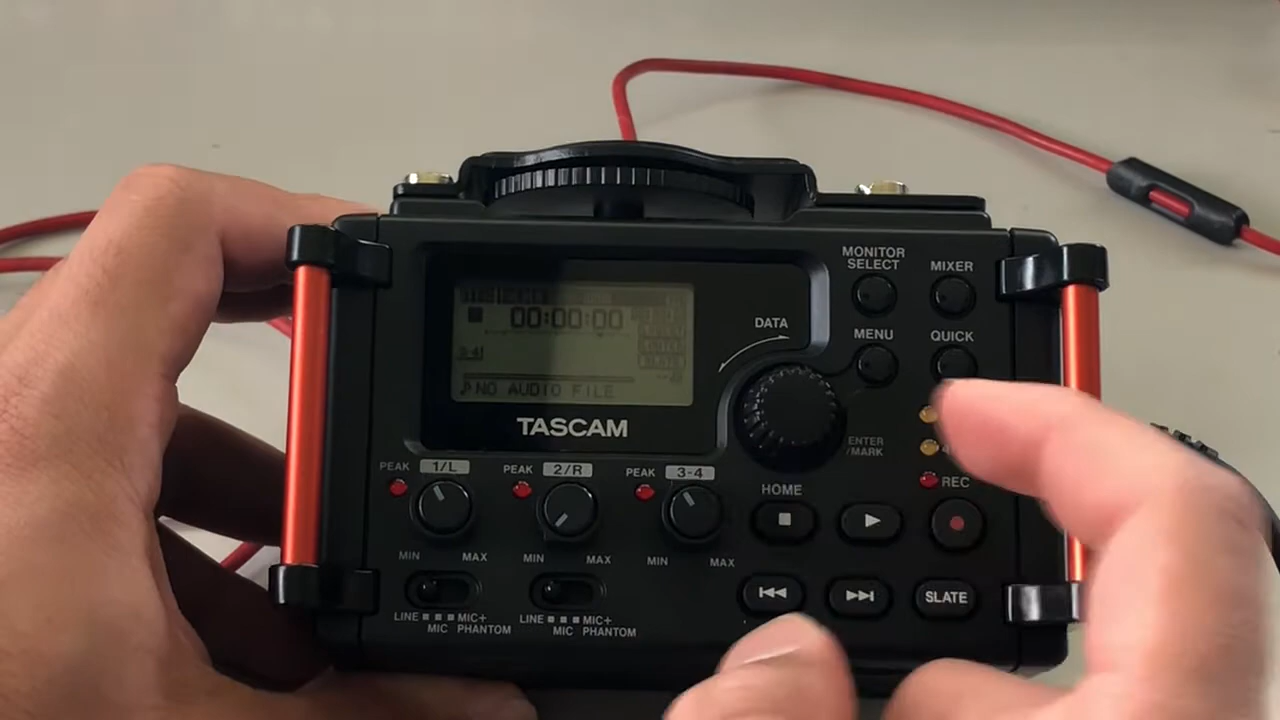 MONITOR
SELECT
MIXER
DATA
MENU
QUICK
00:00:00
3-4
NO AUDIO FILE
TASCAM
ENTER
/MARK
PEAK
1/L
PEAK
2/R
PEAK
3-4
HOME
REC
MIN
MAX
MIN
MAX
MIN
MAX
LINE
MIC
MIC+
PHANTOM
LINE
MIC
MIC+
PHANTOM
SLATE